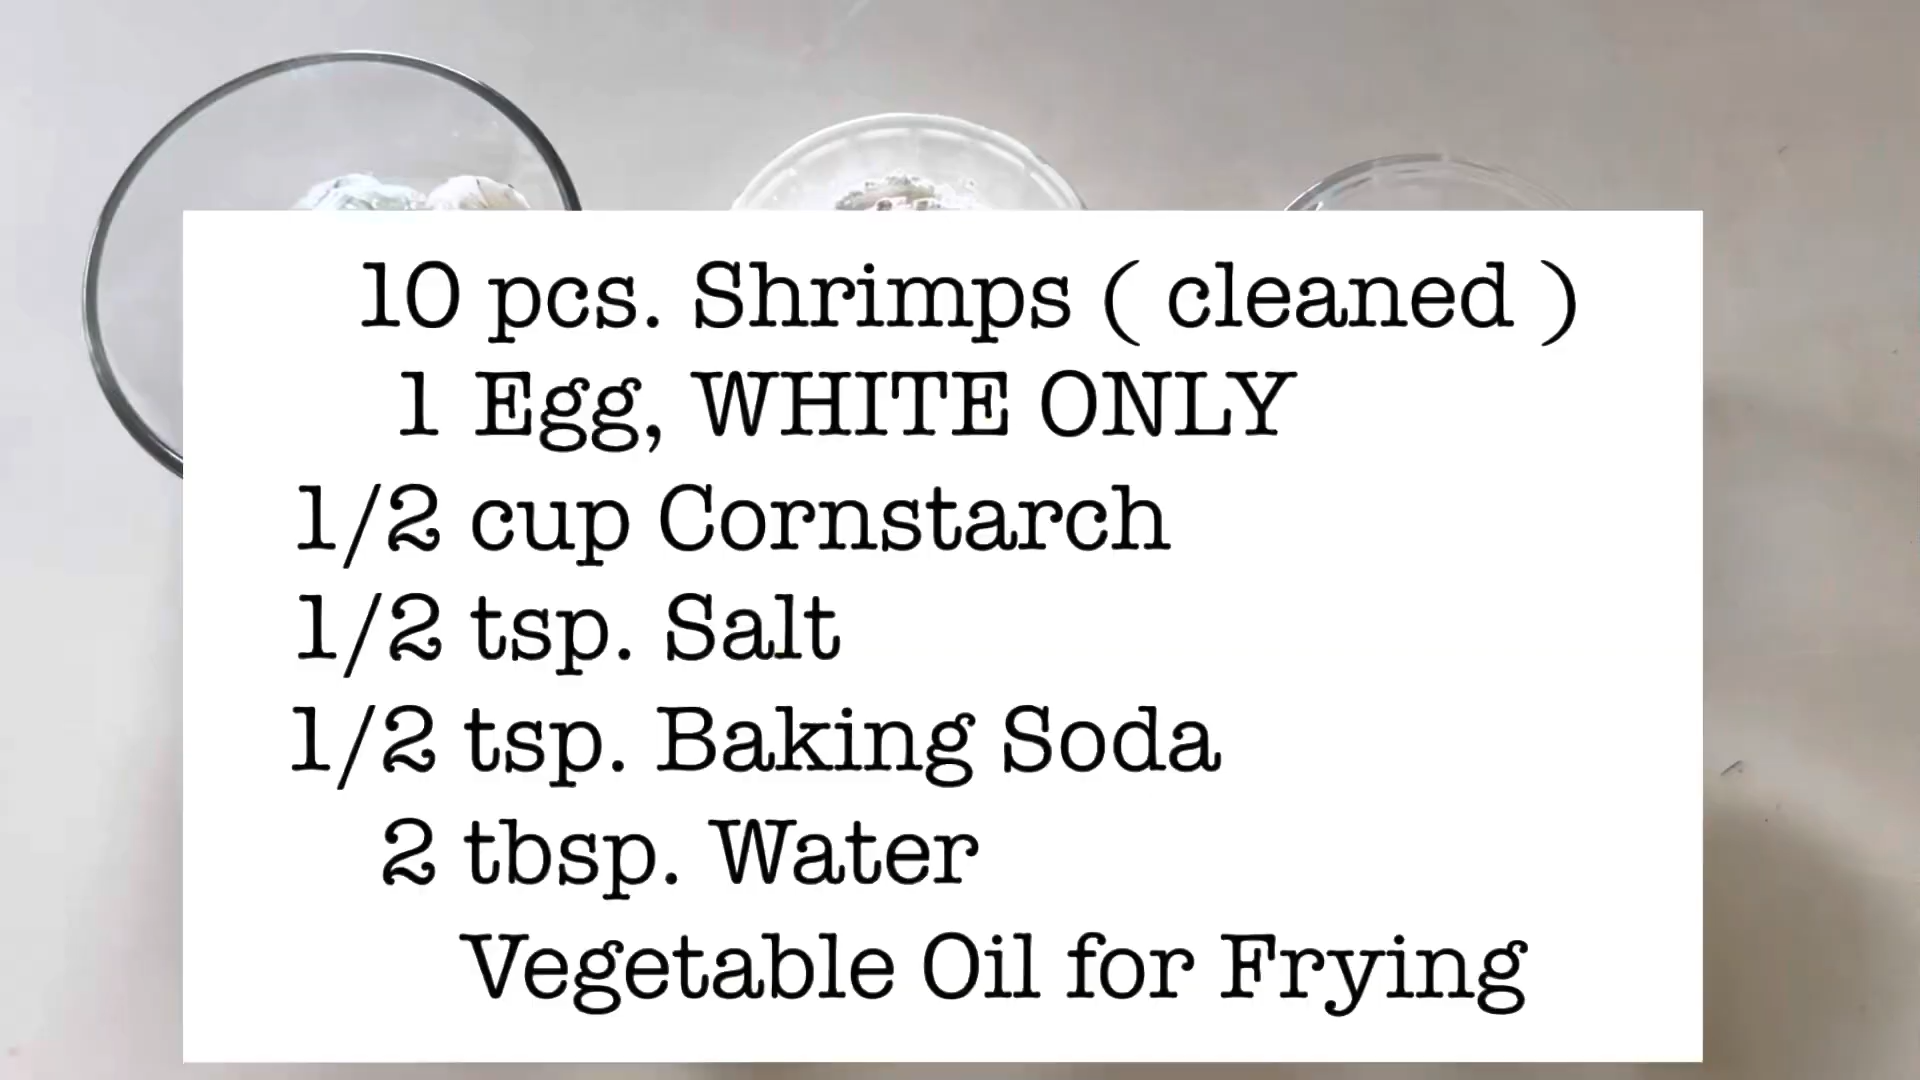 10 pcs. Shrimps ( cleaned )
1 Egg, WHITE ONLY
1/2 cup Cornstarch
1/2 tsp. Salt
1/2 tsp. Baking Soda
2 tbsp. Water
Vegetable Oil for Frying